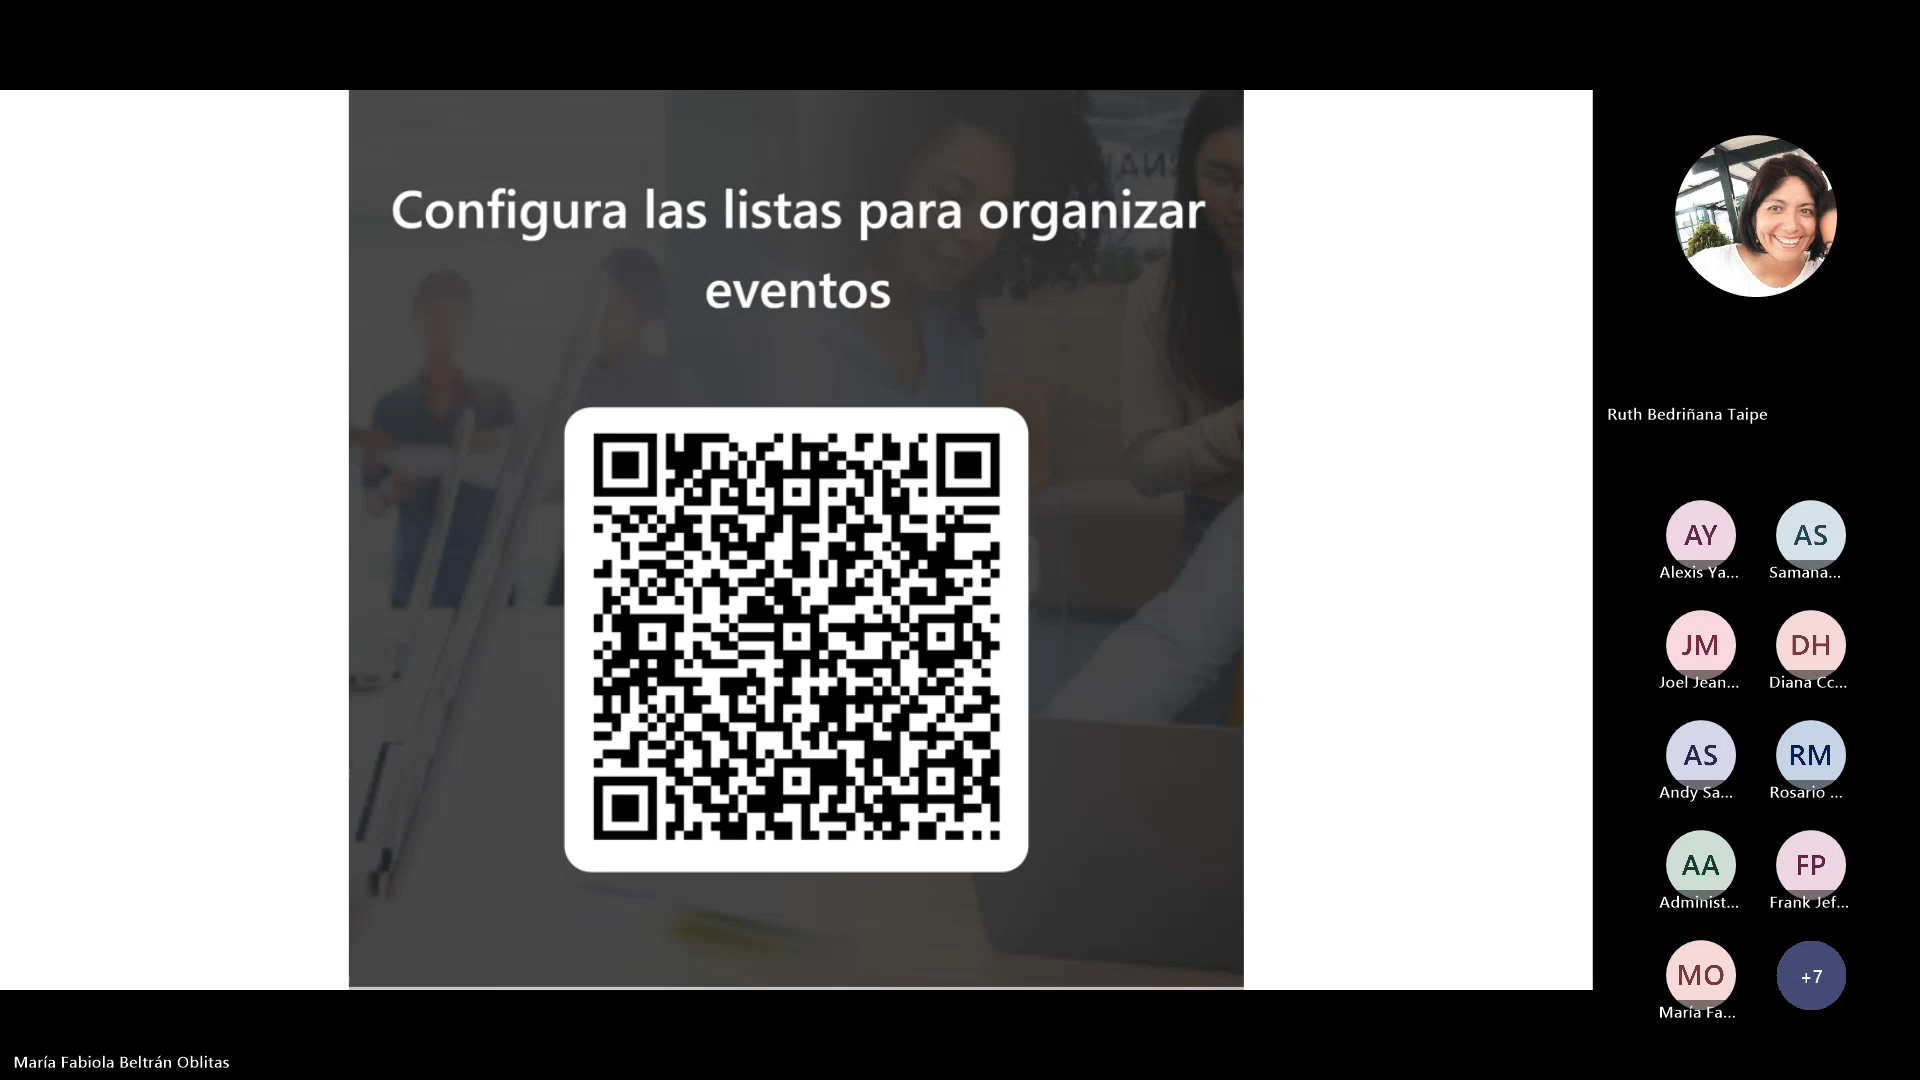 Configura las listas para organizar
eventos
Ruth Bedriñana Taipe
AY
Alexis Ya...
AS
Samana...
JM
Joel Jean...
DH
Diana Cc...
AS
Andy Sa...
RM
Rosario ...
AA
Administ...
FP
Frank Jef...
MO
María Fa...
+7
María Fabiola Beltrán Oblitas